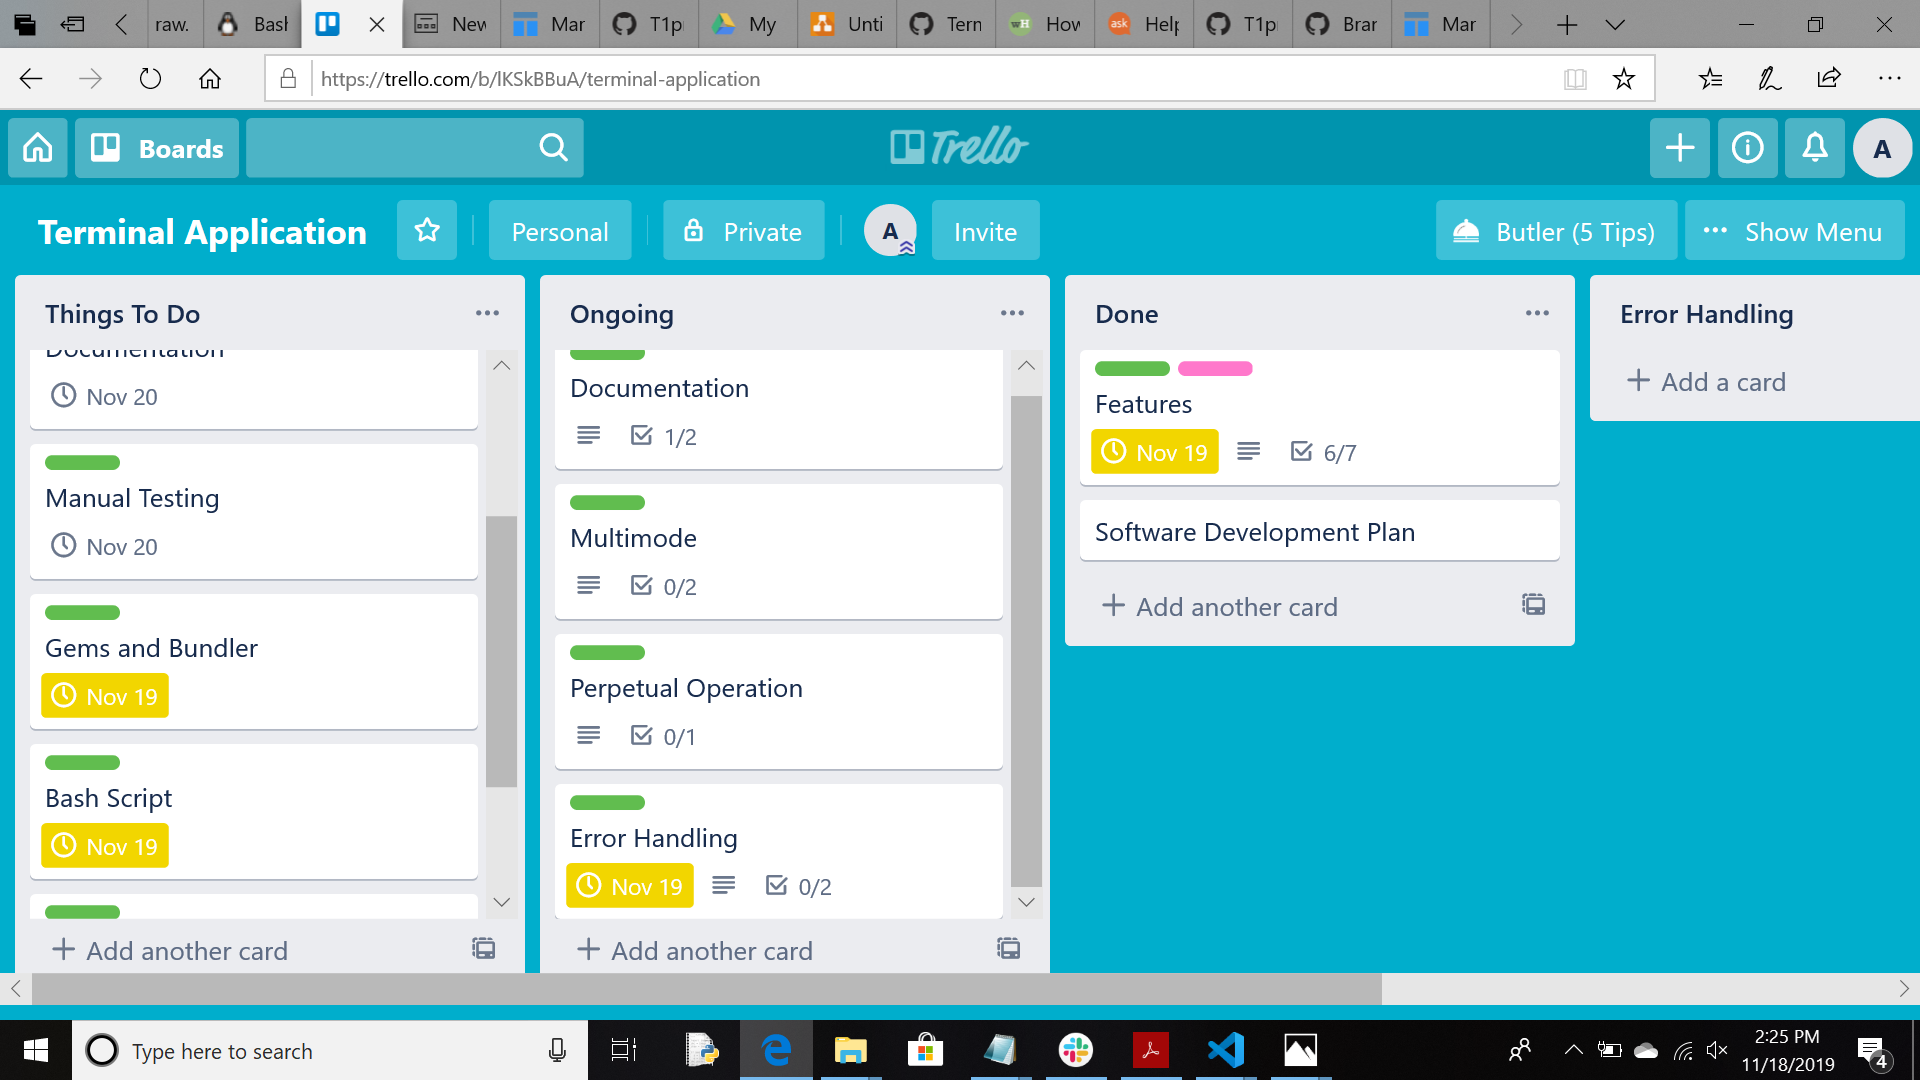 raw.
Bash
New
Mar
T1p
My
Unti
Tern
How
Help
T1p
Brar
Mar
https://trello.com/b/lKSkBBuA/terminal-application
Boards
Trello
A
Terminal Application
Personal
Private
A
Invite
Butler (5 Tips)
Show Menu
Things To Do
Documentation
Nov 20
Manual Testing
Nov 20
Gems and Bundler
Nov 19
Bash Script
Nov 19
Add another card
Ongoing
Documentation
1/2
Multimode
0/2
Perpetual Operation
0/1
Error Handling
Nov 19 0/2
Add another card
Done
Features
Nov 19 6/7
Software Development Plan
Add another card
Error Handling
Add a card
Type here to search
2:25 PM
11/18/2019
4